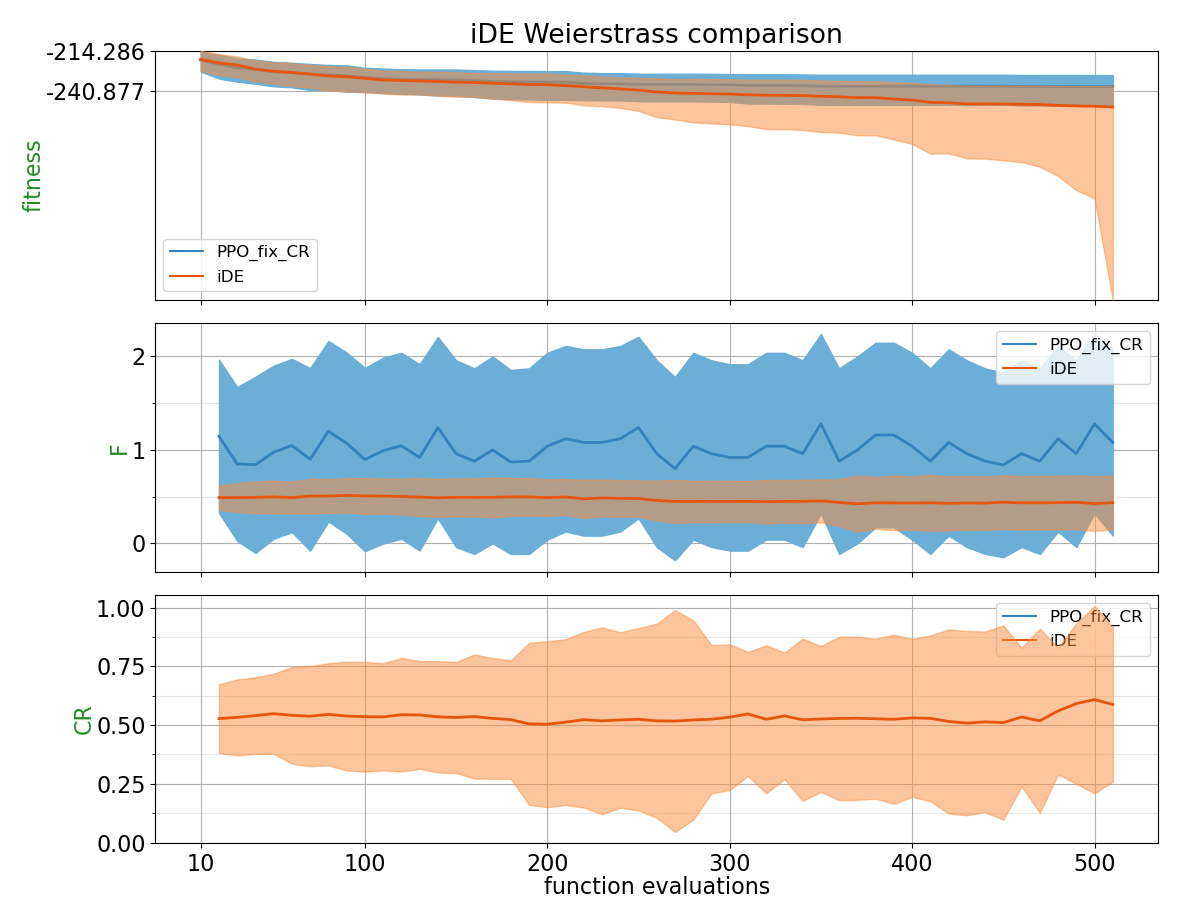 iDE Weierstrass comparison
-214.286
-240.877
fitness
PPO_fix_CR
iDE
2
1
0
F
PPO_fix_CR
iDE
1.00
0.75
0.50
0.25
0.00
CR
PPO_fix_CR
iDE
10 100 200 300 400 500
function evaluations